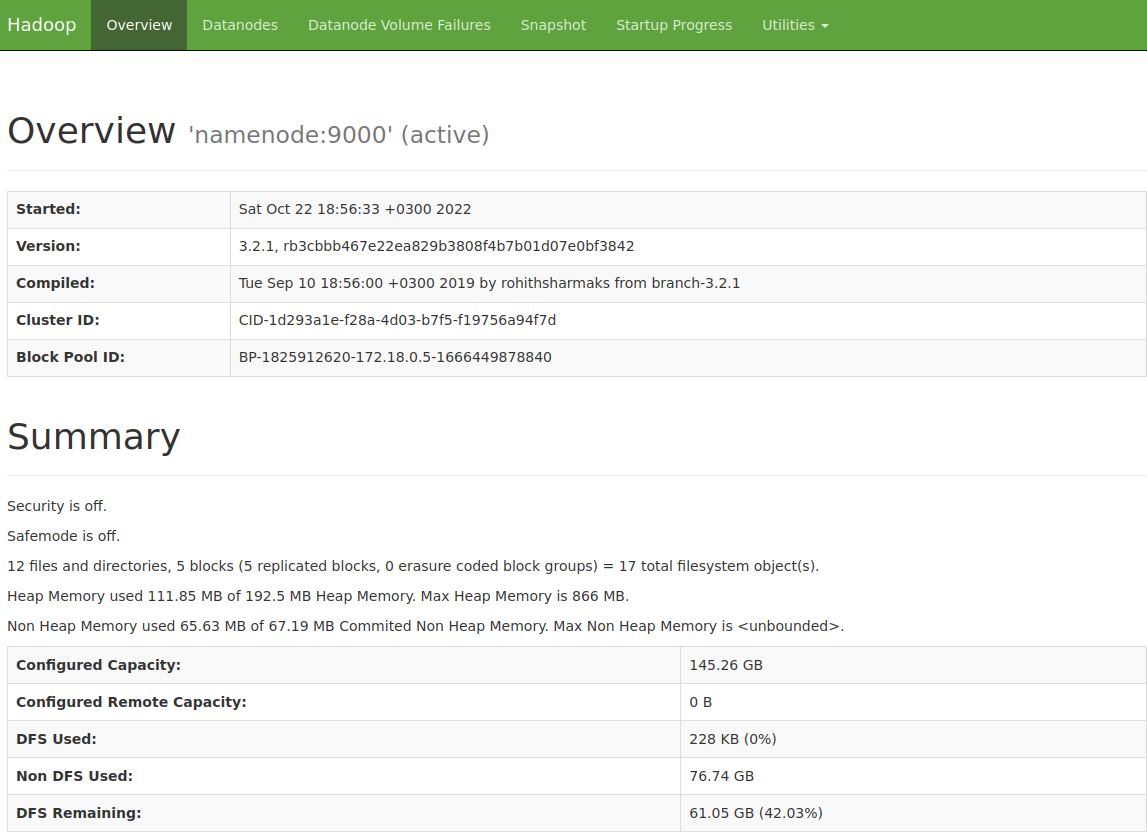 Hadoop Overview Datanodes Datanode Volume Failures Snapshot Startup Progress Utilities
Overview 'namenode:9000' (active)
Started: Sat Oct 22 18:56:33 +0300 2022
Version: 3.2.1, rb3cbbb467e22ea829b3808f4b7b01d07e0bf3842
Compiled: Tue Sep 10 18:56:00 +0300 2019 by rohithsharmaks from branch-3.2.1
Cluster ID: CID-1d293a1e-f28a-4d03-b7f5-f19756a94f7d
Block Pool ID: BP-1825912620-172.18.0.5-1666449878840
Summary
Security is off.
Safemode is off.
12 files and directories, 5 blocks (5 replicated blocks, 0 erasure coded block groups) = 17 total filesystem object(s).
Heap Memory used 111.85 MB of 192.5 MB Heap Memory. Max Heap Memory is 866 MB.
Non Heap Memory used 65.63 MB of 67.19 MB Commited Non Heap Memory. Max Non Heap Memory is <unbounded>.
Configured Capacity: 145.26 GB
Configured Remote Capacity: 0 B
DFS Used: 228 KB (0%)
Non DFS Used: 76.74 GB
DFS Remaining: 61.05 GB (42.03%)